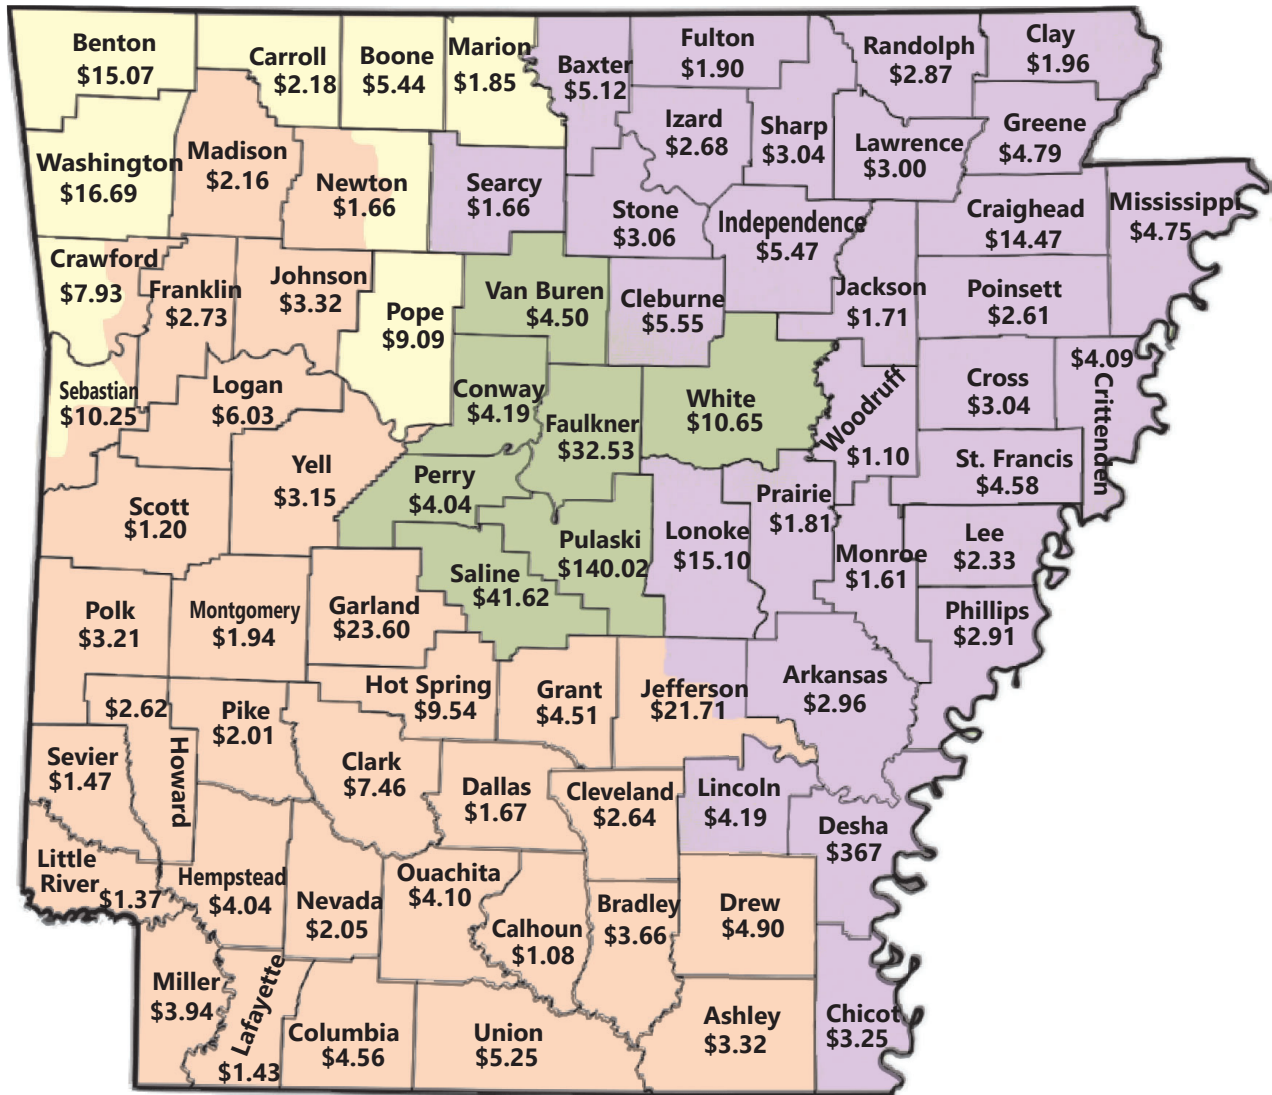 Benton
$15.07
Carroll
$2.18
Boone
$5.44
Marion
$1.85
Baxter
$5.12
Fulton
$1.90
Randolph
$2.87
Clay
$1.96
Washington
$16.69
Madison
$2.16
Newton
$1.66
Searcy
$1.66
Izard
$2.68
Sharp
$3.04
Lawrence
$3.00
Greene
$4.79
Stone
$3.06
Independence
$5.47
Craighead
$14.47
Mississippi
$4.75
Crawford
$7.93
Franklin
$2.73
Johnson
$3.32
Pope
$9.09
Van Buren
$4.50
Cleburne
$5.55
Jackson
$1.71
Poinsett
$2.61
Sebastian
$10.25
Logan
$6.03
Conway
$4.19
Faulkner
$32.53
White
$10.65
Woodruff
$1.10
Cross
$3.04
$4.09
Crittenden
Scott
$1.20
Yell
$3.15
Perry
$4.04
Pulaski
$140.02
Lonoke
$15.10
Prairie
$1.81
St. Francis
$4.58
Monroe
$1.61
Lee
$2.33
Polk
$3.21
Montgomery
$1.94
Garland
$23.60
Saline
$41.62
Phillips
$2.91
$2.62
Howard
Pike
$2.01
Hot Spring
$9.54
Grant
$4.51
Jefferson
$21.71
Arkansas
$2.96
Sevier
$1.47
Clark
$7.46
Dallas
$1.67
Cleveland
$2.64
Lincoln
$4.19
Desha
$367
Little
River
$1.37
Hempstead
$4.04
Nevada
$2.05
Ouachita
$4.10
Calhoun
$1.08
Bradley
$3.66
Drew
$4.90
Miller
$3.94
Lafayette
$1.43
Columbia
$4.56
Union
$5.25
Ashley
$3.32
Chicot
$3.25